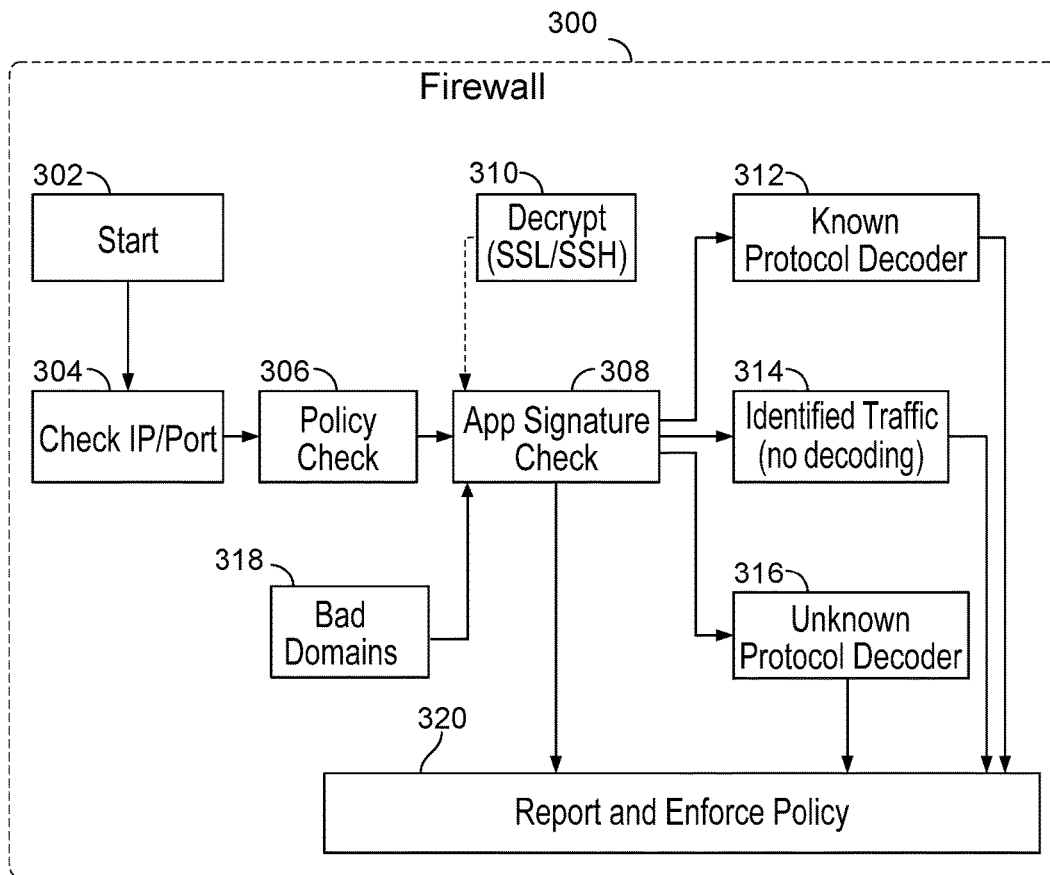 300
Firewall
302
Start
310
Decrypt
(SSL/SSH)
312
Known
Protocol Decoder
304
Check IP/Port
306
Policy
Check
308
App Signature
Check
314
Identified Traffic
(no decoding)
318
Bad
Domains
316
Unknown
Protocol Decoder
320
Report and Enforce Policy